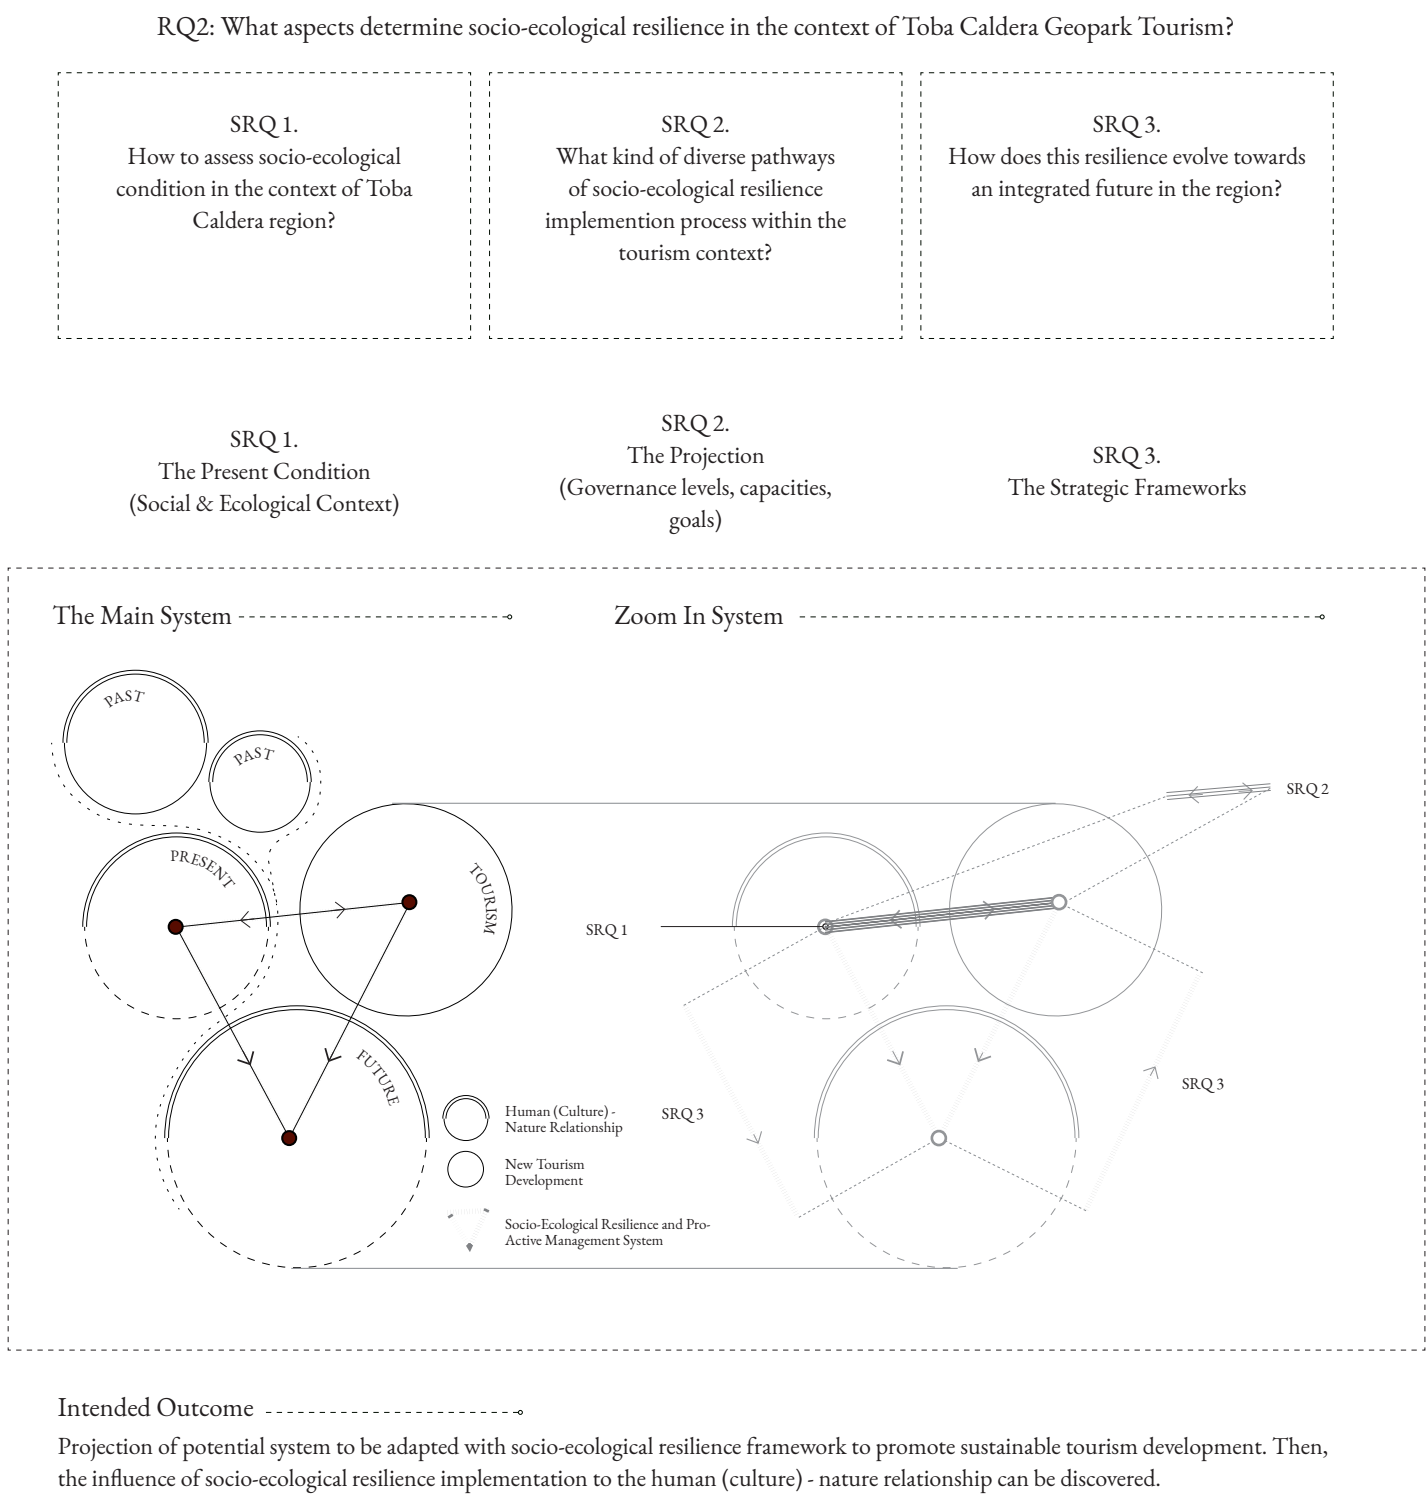 RQ2: What aspects determine socio-ecological resilience in the context of Toba Caldera Geopark Tourism?
SRQ 1.
How to assess socio-ecological
condition in the context of Toba
Caldera region?
SRQ 2.
What kind of diverse pathways
of socio-ecological resilience
implemention process within the
tourism context?
SRQ 3.
How does this resilience evolve towards
an integrated future in the region?
SRQ 1.
The Present Condition
(Social & Ecological Context)
SRQ 2.
The Projection
(Governance levels, capacities,
goals)
SRQ 3.
The Strategic Frameworks
The Main System
Zoom In System
PAST
PAST
PRESENT
TOURISM
FUTURE
Human (Culture) -
Nature Relationship
New Tourism
Development
Socio-Ecological Resilience and Pro-
Active Management System
SRQ 2
SRQ 1
SRQ 3
SRQ 3
Intended Outcome
Projection of potential system to be adapted with socio-ecological resilience framework to promote sustainable tourism development. Then,
the influence of socio-ecological resilience implementation to the human (culture) - nature relationship can be discovered.